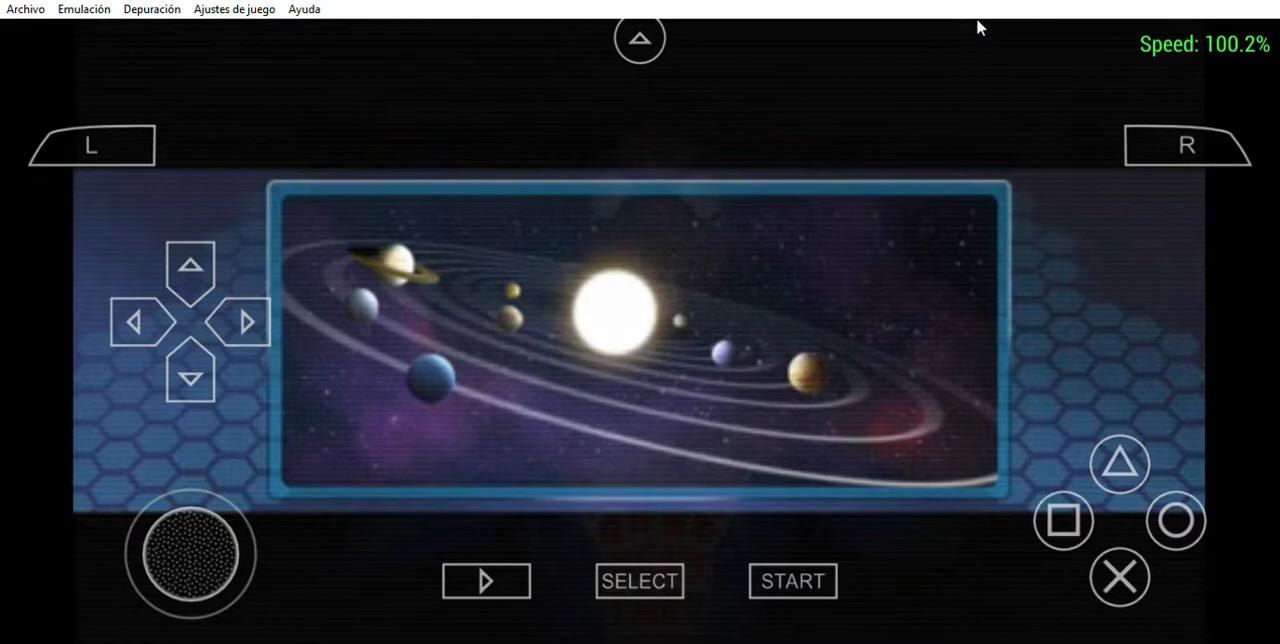 Archivo Emulación Depuración Ajustes de juego Ayuda
Speed: 100.2%
L
R
SELECT
START